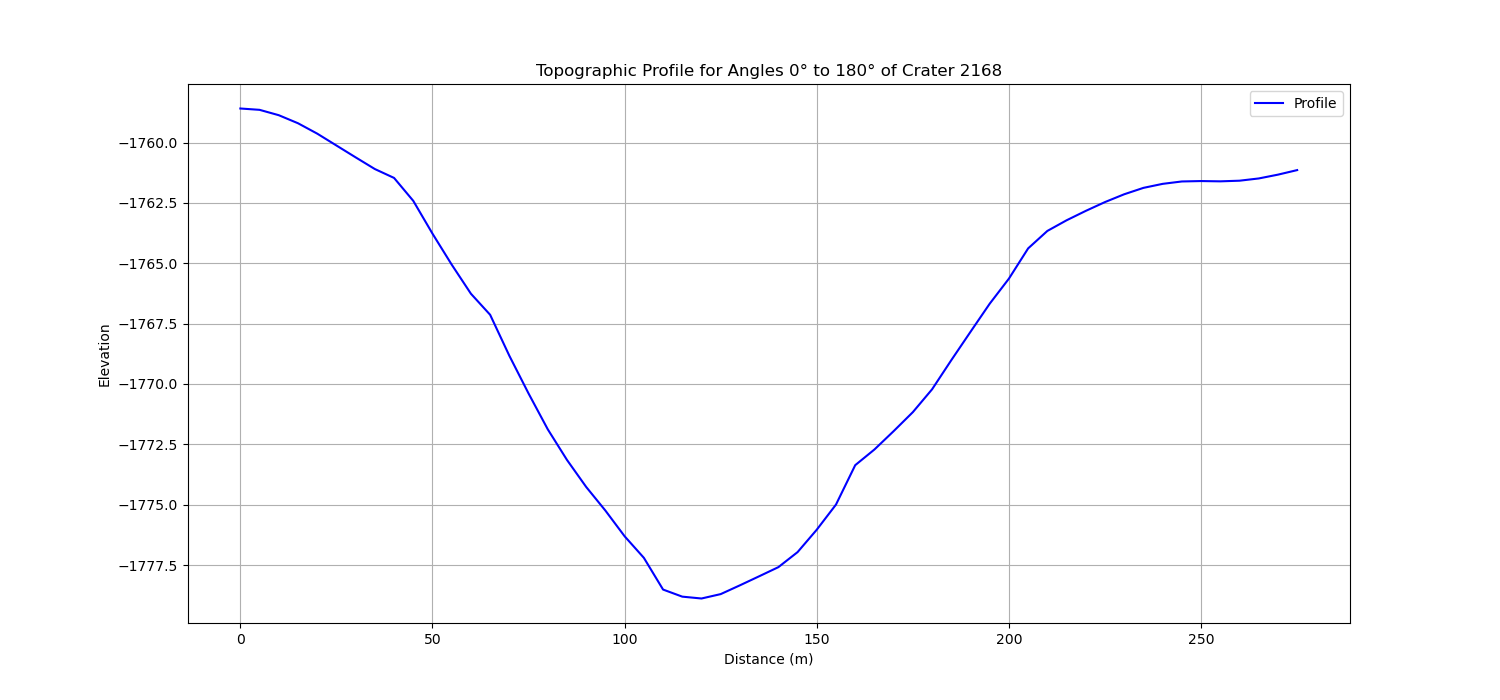 Topographic Profile for Angles 0° to 180° of Crater 2168
Profile
−1760.0
−1762.5
−1765.0
−1767.5
−1770.0
−1772.5
−1775.0
−1777.5
Elevation
0 50 100 150 200 250
Distance (m)